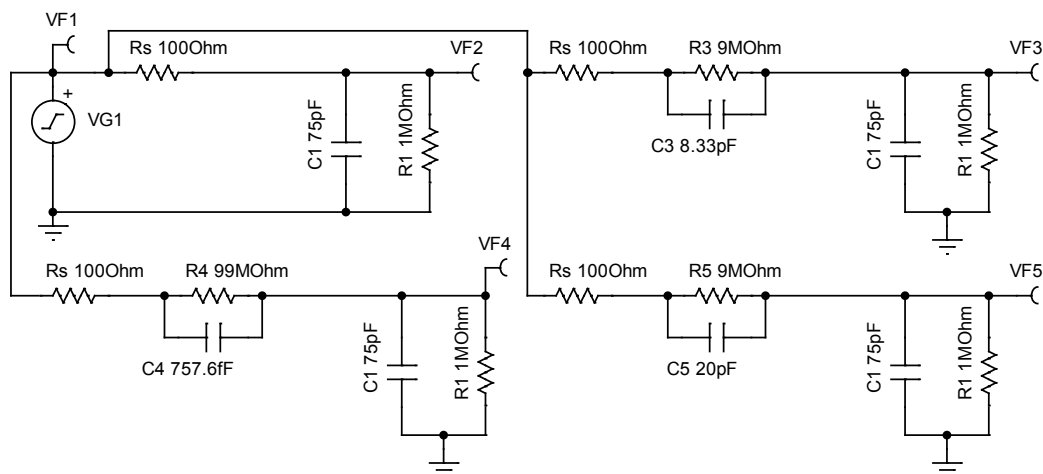 VF1
Rs 100Ohm
VF2
Rs 100Ohm
R3 9MOhm
VF3
+
VG1
C1 75pF
R1 1MOhm
C3 8.33pF
C1 75pF
R1 1MOhm
VF4
Rs 100Ohm
R4 99MOhm
Rs 100Ohm
R5 9MOhm
VF5
C4 757.6fF
C1 75pF
R1 1MOhm
C5 20pF
C1 75pF
R1 1MOhm